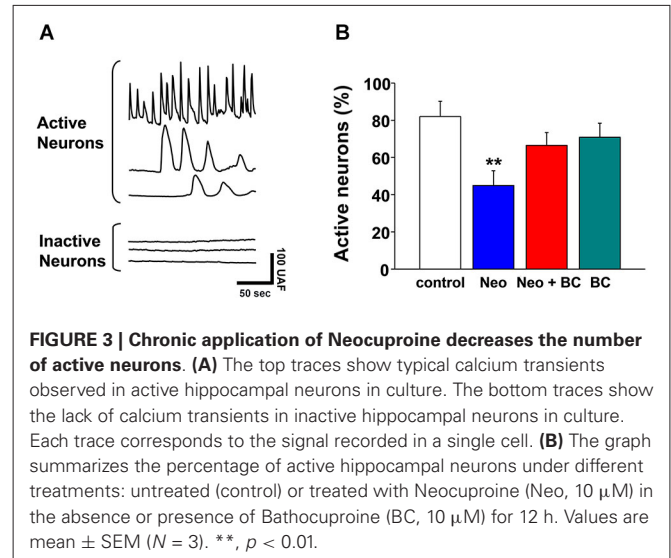 A
B
Active
Neurons
Inactive
Neurons
100 UAF
50 sec
Active neurons (%)
100
80
60
40
20
0
**
control Neo Neo + BC BC
FIGURE 3 | Chronic application of Neocuproine decreases the number
of active neurons. (A) The top traces show typical calcium transients
observed in active hippocampal neurons in culture. The bottom traces show
the lack of calcium transients in inactive hippocampal neurons in culture.
Each trace corresponds to the signal recorded in a single cell. (B) The graph
summarizes the percentage of active hippocampal neurons under different
treatments: untreated (control) or treated with Neocuproine (Neo, 10 μM) in
the absence or presence of Bathocuproine (BC, 10 μM) for 12 h. Values are
mean ± SEM (N = 3). **, p < 0.01.